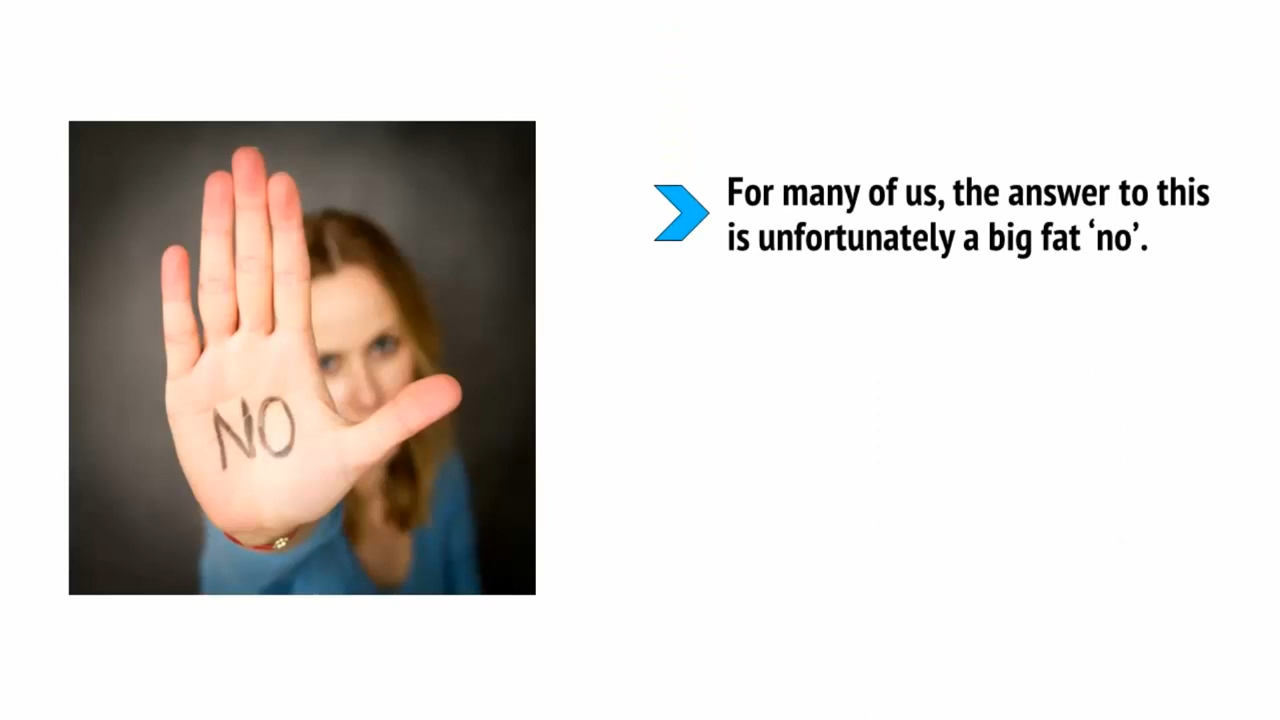 NO
For many of us, the answer to this
is unfortunately a big fat ‘no’.